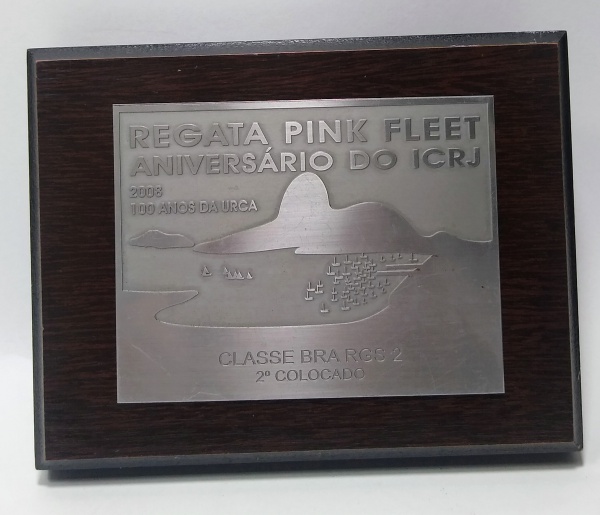 REGATA PINK FLEET
ANIVERSÁRIO DO ICRJ
2008
100 ANOS DA URCA
CLASSE BRA RGS 2
2º COLOCADO